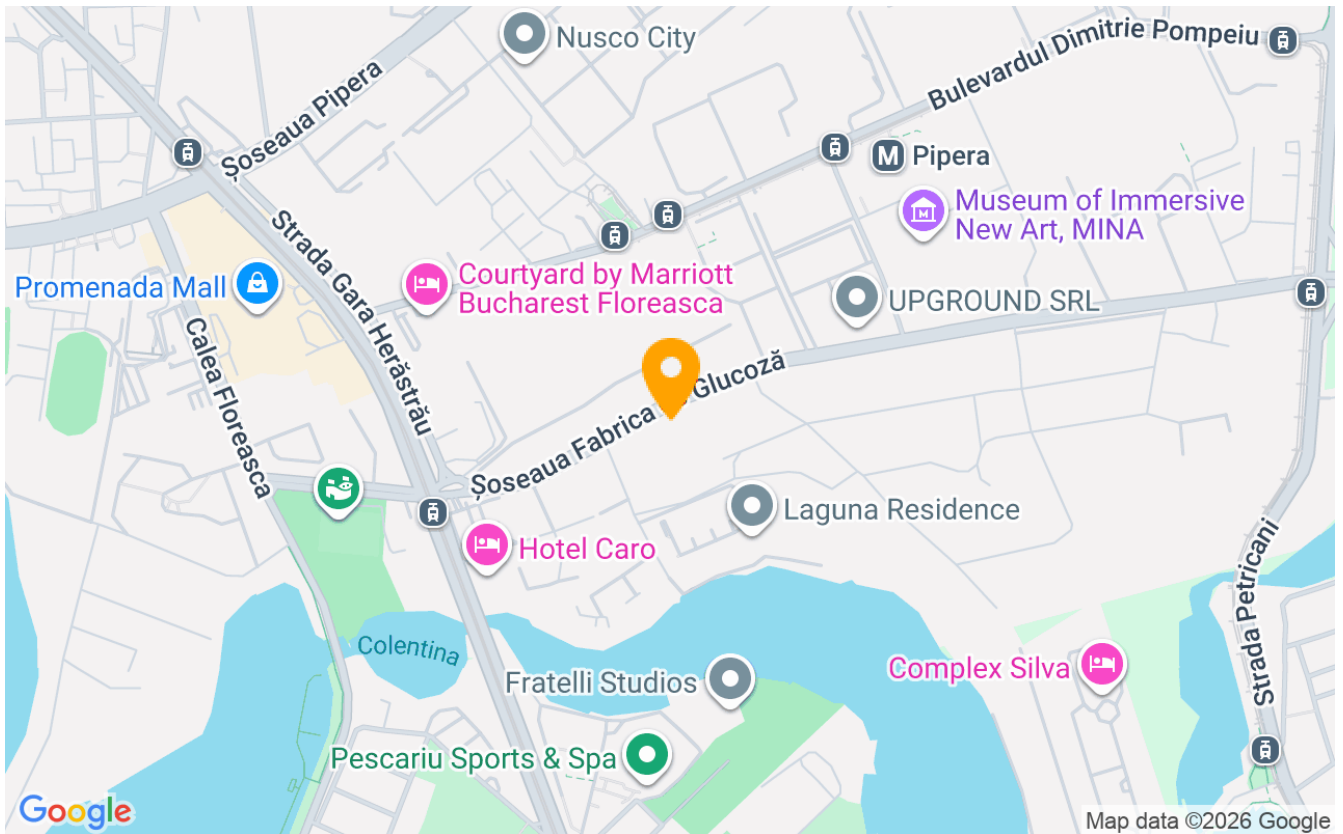 Nusco City
Bulevardul Dimitrie Pompeiu
Șoseaua Pipera
M Pipera
Museum of Immersive
New Art, MINA
Strada Gara Herăstrău
Promenada Mall
Courtyard by Marriott
Bucharest Floreasca
UPGROUND SRL
Calea Floreasca
Șoseaua Fabrica
Glucoză
Laguna Residence
Hotel Caro
Colentina
Strada Petricani
Complex Silva
Fratelli Studios
Pescariu Sports & Spa
Google
Map data ©2026 Google